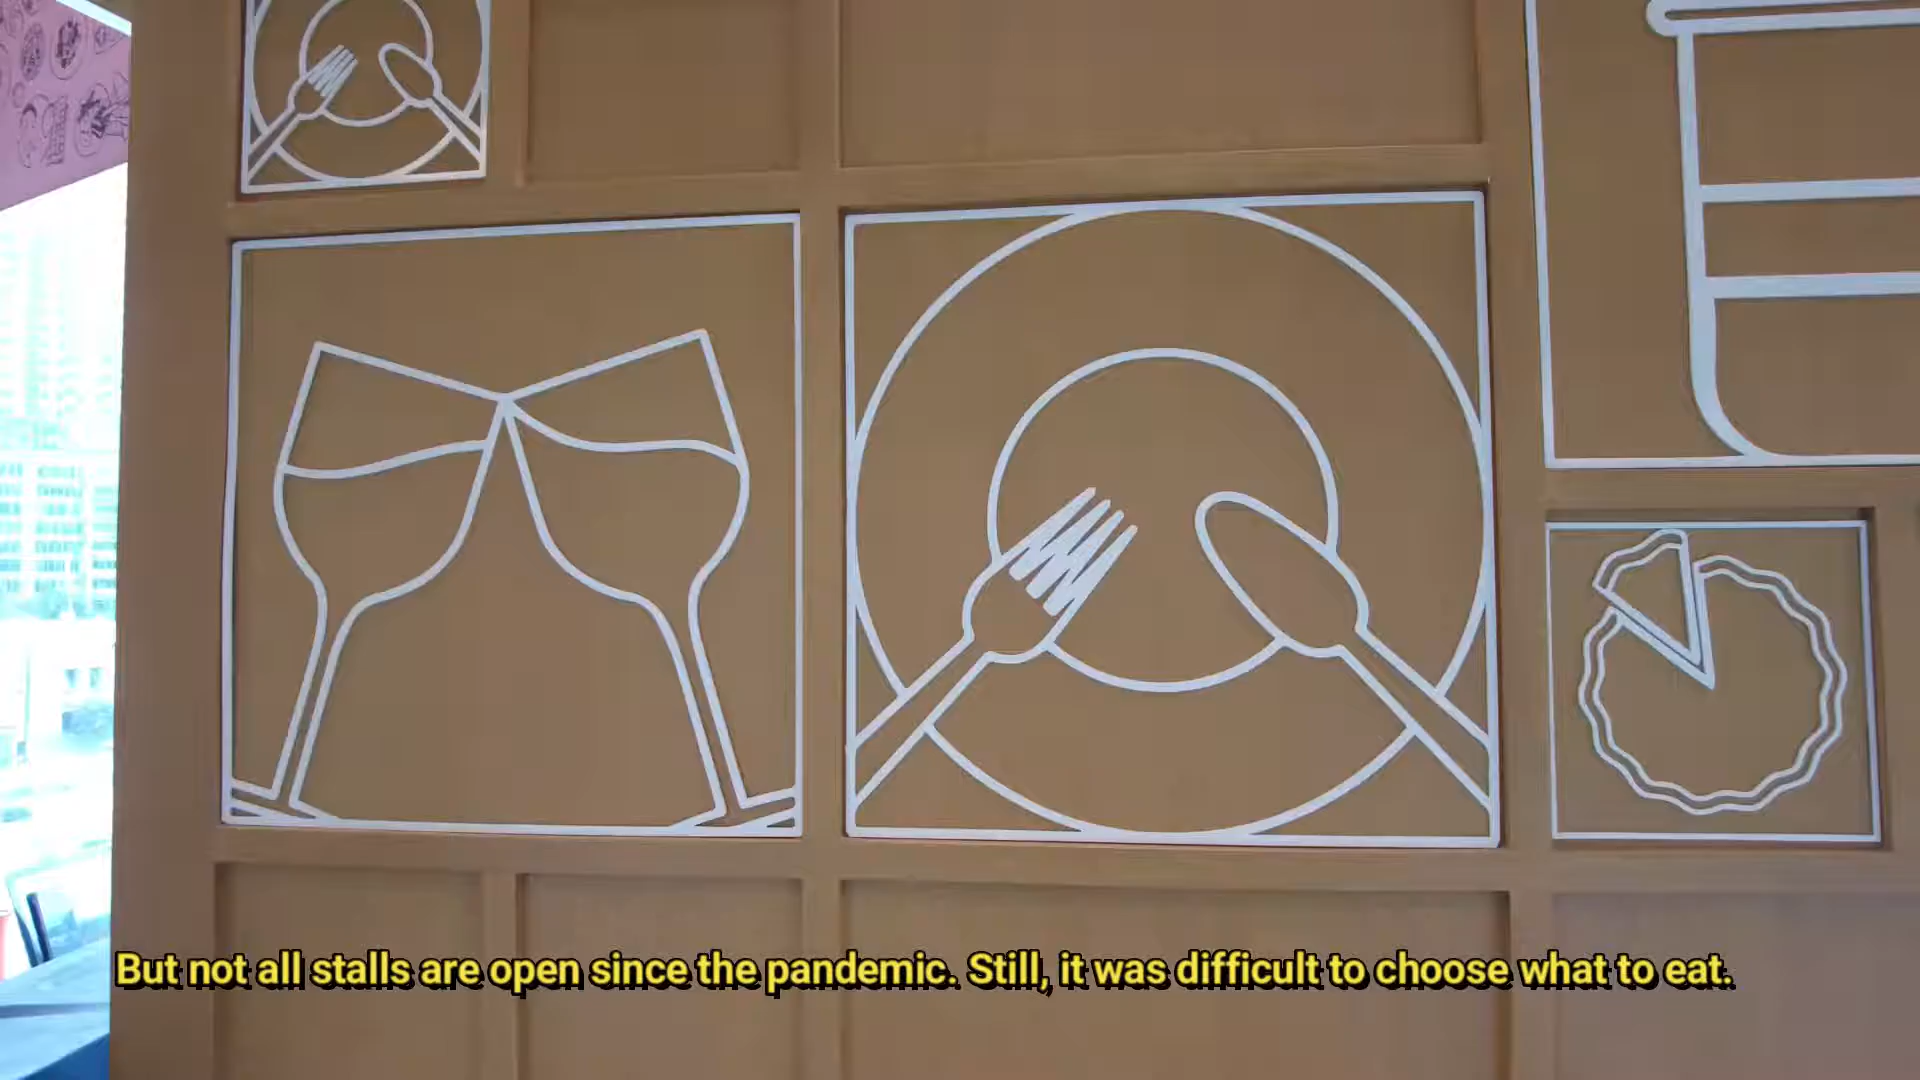 But not all stalls are open since the pandemic. Still, it was difficult to choose what to eat.